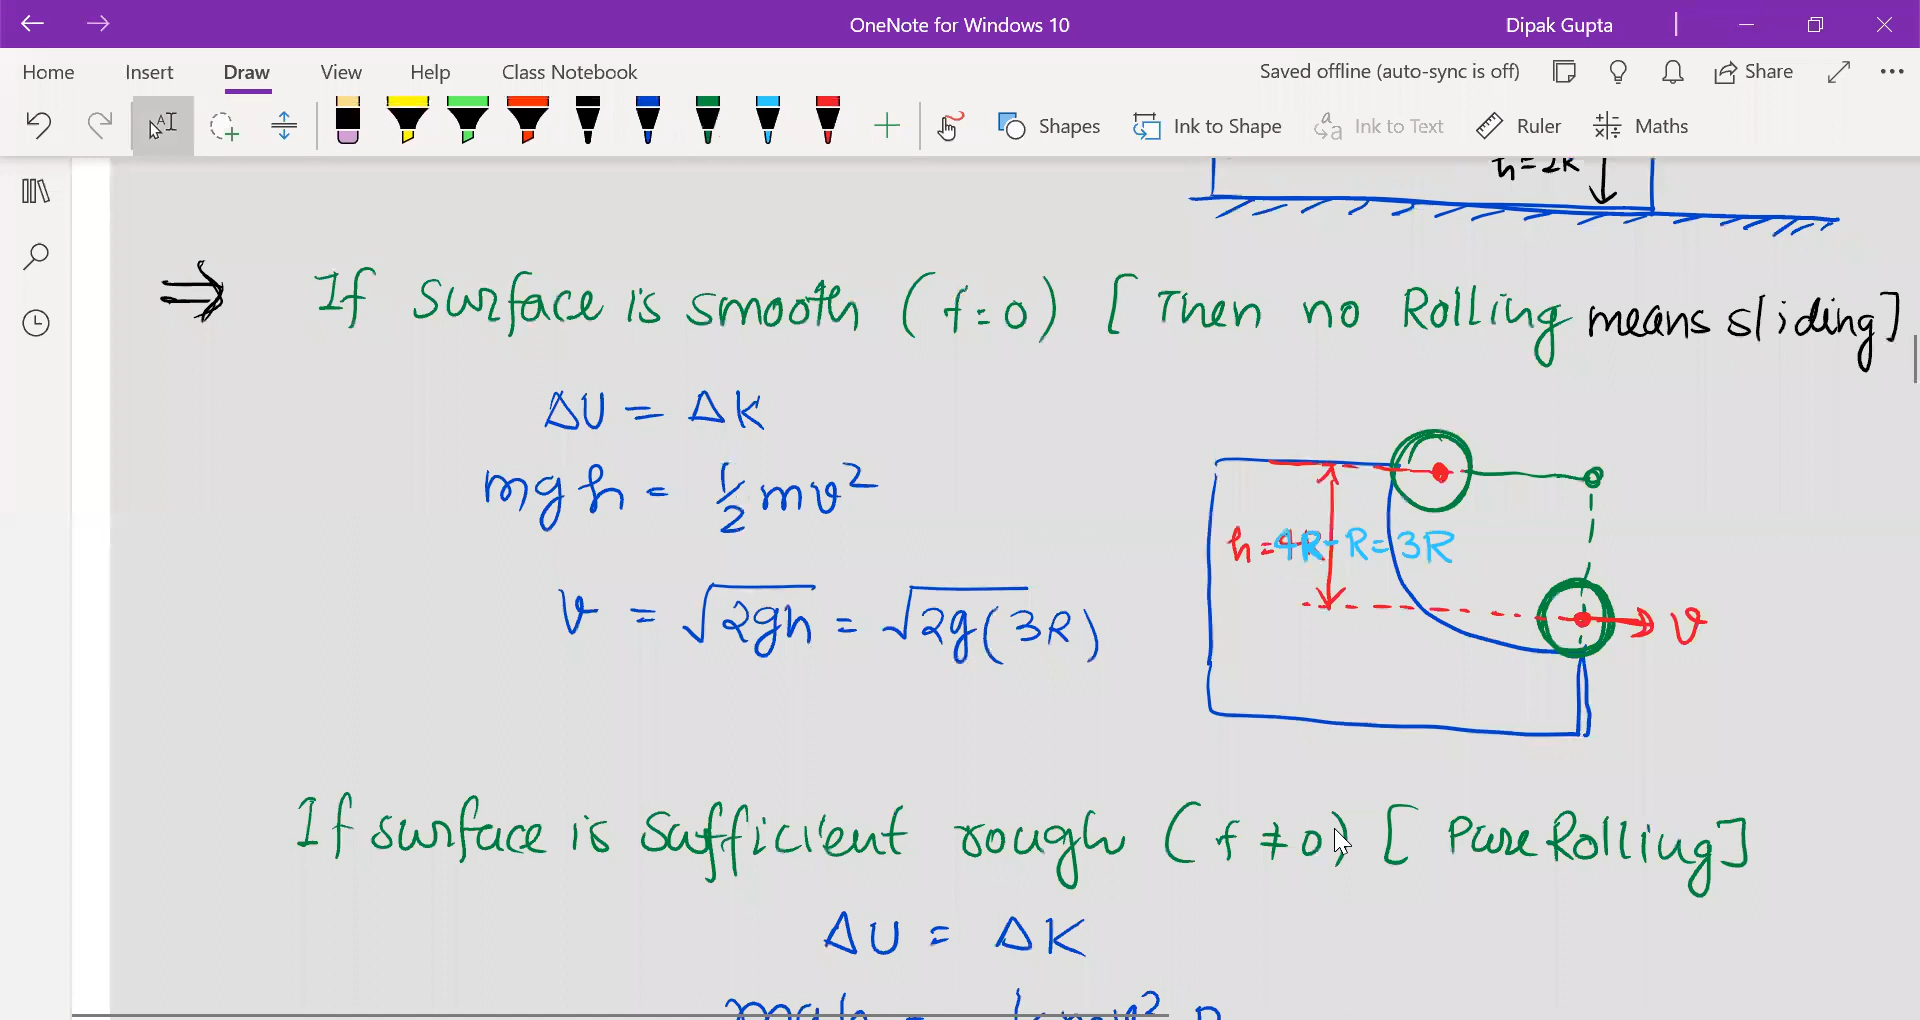 OneNote for Windows 10
Dipak Gupta
Home Insert Draw View Help Class Notebook
Saved offline (auto-sync is off) Share
Shapes Ink to Shape Ink to Text Ruler Maths
⇒ If surface is smooth (f=0) [Then no Rolling means sliding]
ΔU = ΔK
mgh = 1/2 mv²
v = √2gh = √2g(3R)
h = 4R - R = 3R
v
If surface is sufficient rough (f ≠ 0) [Pure Rolling]
ΔU = ΔK